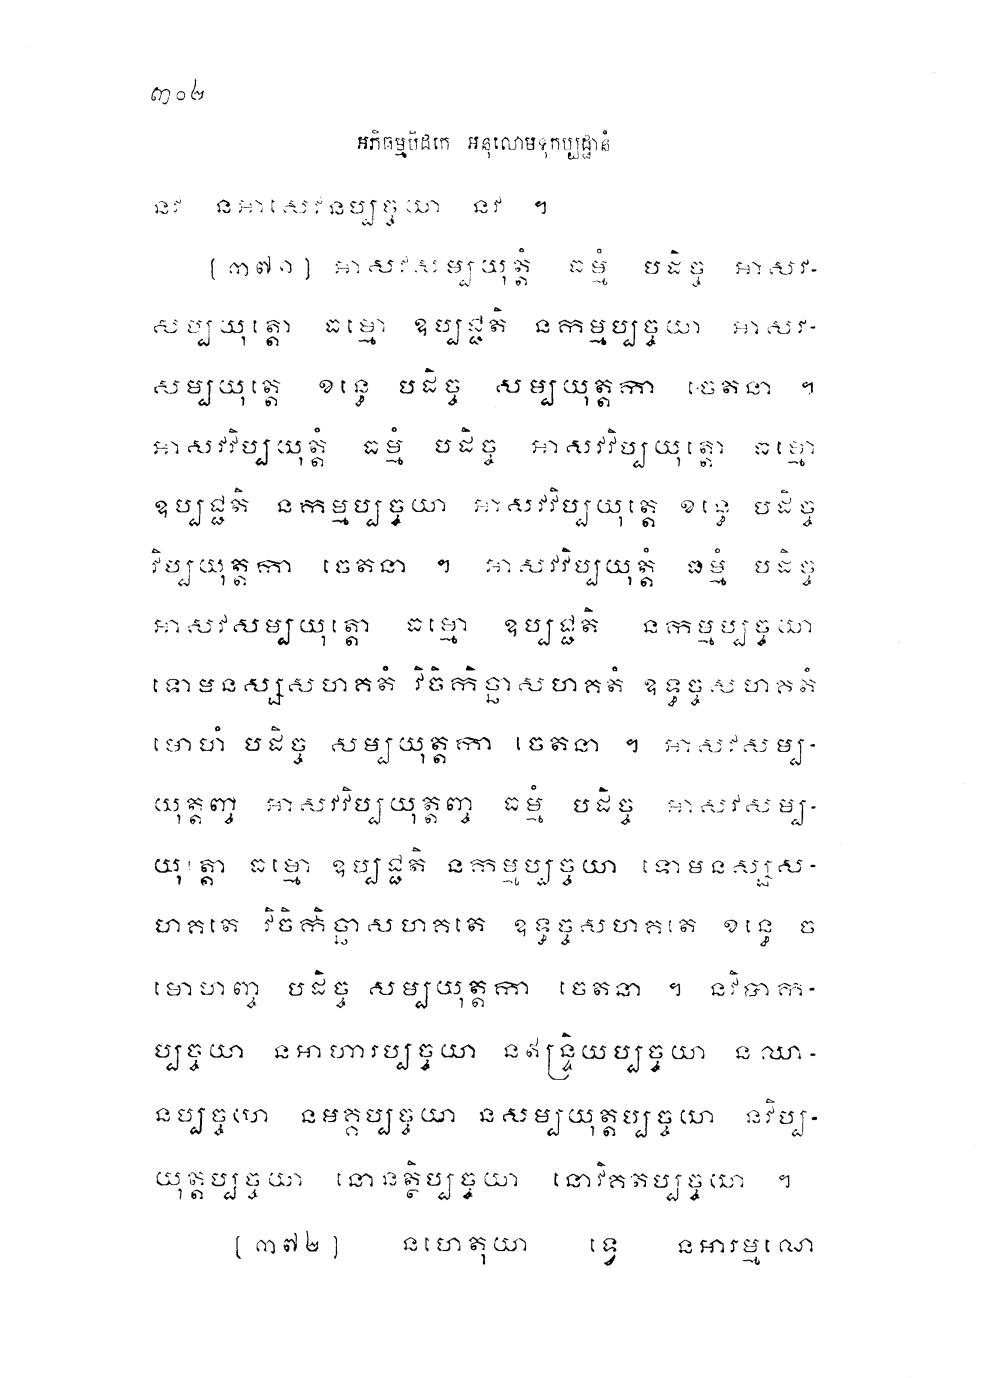 ៣០២
អភិធម្មបិដកេ អនុលោមទុកប្បដ្ឋានំ
នវ នអាសេវនប្បច្ចយា នវ ។
[៣៧១] អាសវសម្បយុត្តំ ធម្មំ បដិច្ច អាសវ-
សម្បយុត្តោ ធម្មោ ឧប្បជ្ជតិ នកម្មប្បច្ចយា អាសវ-
សម្បយុត្តេ ខន្ធេ បដិច្ច សម្បយុត្តកា ចេតនា ។
អាសវវិប្បយុត្តំ ធម្មំ បដិច្ច អាសវវិប្បយុត្តោ ធម្មោ
ឧប្បជ្ជតិ នកម្មប្បច្ចយា អាសវវិប្បយុត្តេ ខន្ធេ បដិច្ច
វិប្បយុត្តកា ចេតនា ។ អាសវវិប្បយុត្តំ ធម្មំ បដិច្ច
អាសវសម្បយុត្តោ ធម្មោ ឧប្បជ្ជតិ នកម្មប្បច្ចយា
ទោមនស្សសហគតំ វិចិកិច្ឆាសហគតំ ឧទ្ធច្ចសហគតំ
មោហំ បដិច្ច សម្បយុត្តកា ចេតនា ។ អាសវសម្ប-
យុត្តញ្ច អាសវវិប្បយុត្តញ្ច ធម្មំ បដិច្ច អាសវសម្ប-
យុត្តោ ធម្មោ ឧប្បជ្ជតិ នកម្មប្បច្ចយា ទោមនស្សស-
ហគតេ វិចិកិច្ឆាសហគតេ ឧទ្ធច្ចសហគតេ ខន្ធេ ច
មោហញ្ច បដិច្ច សម្បយុត្តកា ចេតនា ។ នវិបាក-
ប្បច្ចយា នអាហារប្បច្ចយា នឥន្ទ្រិយប្បច្ចយា នឈា-
នប្បច្ចយា នមគ្គប្បច្ចយា នសម្បយុត្តប្បច្ចយា នវិប្ប-
យុត្តប្បច្ចយា នោនត្ថិប្បច្ចយា នោវិគតប្បច្ចយា ។
[៣៧២] នហេតុយា ទ្វេ នអារម្មណេ